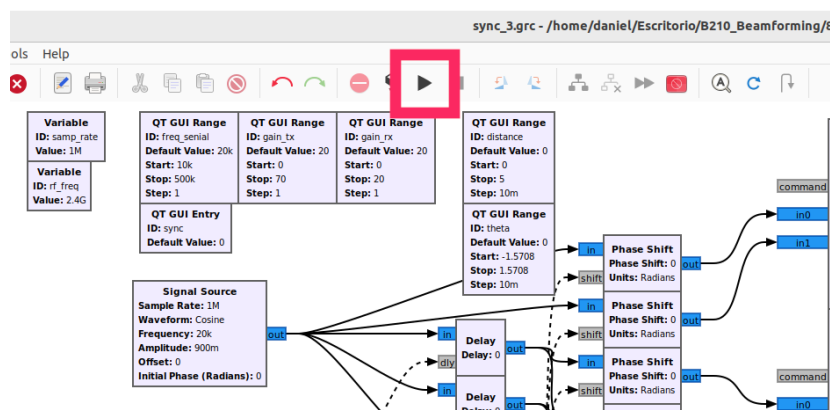 sync_3.grc - /home/daniel/Escritorio/B210_Beamforming/8
ols Help
Variable
ID: samp_rate
Value: 1M
Variable
ID: rf_freq
Value: 2.4G
QT GUI Range
ID: freq_senial
Default Value: 20k
Start: 10k
Stop: 500k
Step: 1
QT GUI Range
ID: gain_tx
Default Value: 20
Start: 0
Stop: 70
Step: 1
QT GUI Range
ID: gain_rx
Default Value: 20
Start: 0
Stop: 20
Step: 1
QT GUI Entry
ID: sync
Default Value: 0
QT GUI Range
ID: distance
Default Value: 0
Start: 0
Stop: 5
Step: 10m
QT GUI Range
ID: theta
Default Value: 0
Start: -1.5708
Stop: 1.5708
Step: 10m
Signal Source
Sample Rate: 1M
Waveform: Cosine
Frequency: 20k
Amplitude: 900m
Offset: 0
Initial Phase (Radians): 0
out
in
dly
Delay
Delay: 0
out
in
Delay
Delay: 0
out
in
shift
Phase Shift
Phase Shift: 0
Units: Radians
out
in
shift
Phase Shift
Phase Shift: 0
Units: Radians
out
in
shift
Phase Shift
Phase Shift: 0
Units: Radians
out
command
in0
in1
command
in0